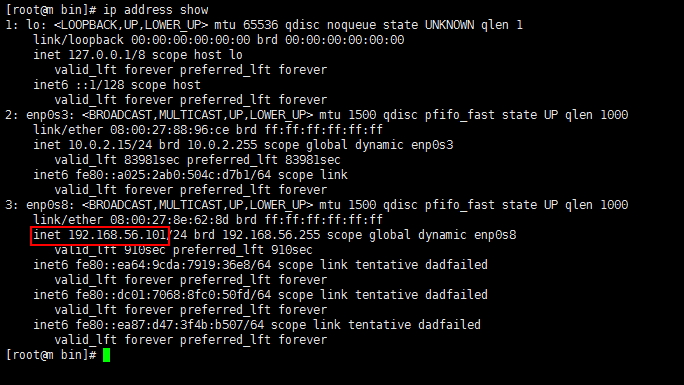 [root@m bin]# ip address show
1: lo: <LOOPBACK,UP,LOWER_UP> mtu 65536 qdisc noqueue state UNKNOWN qlen 1
link/loopback 00:00:00:00:00:00 brd 00:00:00:00:00:00
inet 127.0.0.1/8 scope host lo
valid_lft forever preferred_lft forever
inet6 ::1/128 scope host
valid_lft forever preferred_lft forever
2: enp0s3: <BROADCAST,MULTICAST,UP,LOWER_UP> mtu 1500 qdisc pfifo_fast state UP qlen 1000
link/ether 08:00:27:88:96:ce brd ff:ff:ff:ff:ff:ff
inet 10.0.2.15/24 brd 10.0.2.255 scope global dynamic enp0s3
valid_lft 83981sec preferred_lft 83981sec
inet6 fe80::a025:2ab0:504c:d7b1/64 scope link
valid_lft forever preferred_lft forever
3: enp0s8: <BROADCAST,MULTICAST,UP,LOWER_UP> mtu 1500 qdisc pfifo_fast state UP qlen 1000
link/ether 08:00:27:8e:62:8d brd ff:ff:ff:ff:ff:ff
inet 192.168.56.101/24 brd 192.168.56.255 scope global dynamic enp0s8
valid_lft 910sec preferred_lft 910sec
inet6 fe80::ea64:9cda:7919:36e8/64 scope link tentative dadfailed
valid_lft forever preferred_lft forever
inet6 fe80::dc01:7068:8fc0:50fd/64 scope link tentative dadfailed
valid_lft forever preferred_lft forever
inet6 fe80::ea87:d47:3f4b:b507/64 scope link tentative dadfailed
valid_lft forever preferred_lft forever
[root@m bin]#